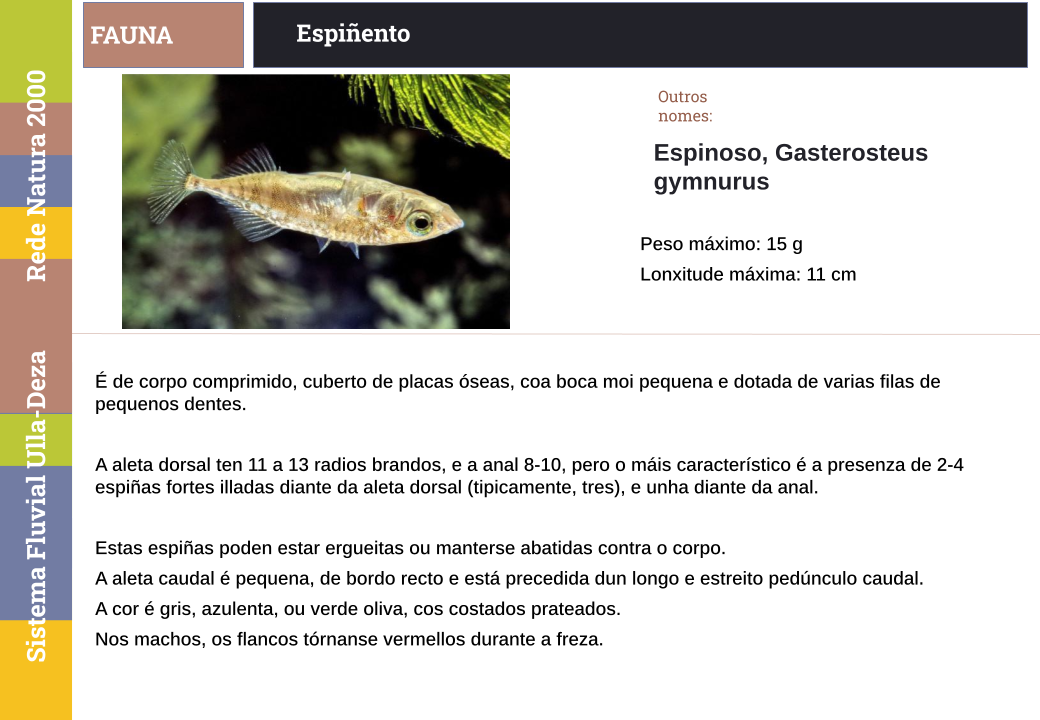 FAUNA
Espiñento
Rede Natura 2000
Sistema Fluvial Ulla-Deza
Outros
nomes:
Espinoso, Gasterosteus
gymnurus
Peso máximo: 15 g
Lonxitude máxima: 11 cm
É de corpo comprimido, cuberto de placas óseas, coa boca moi pequena e dotada de varias filas de
pequenos dentes.
A aleta dorsal ten 11 a 13 radios brandos, e a anal 8-10, pero o máis característico é a presenza de 2-4
espiñas fortes illadas diante da aleta dorsal (tipicamente, tres), e unha diante da anal.
Estas espiñas poden estar ergueitas ou manterse abatidas contra o corpo.
A aleta caudal é pequena, de bordo recto e está precedida dun longo e estreito pedúnculo caudal.
A cor é gris, azulenta, ou verde oliva, cos costados prateados.
Nos machos, os flancos tórnanse vermellos durante a freza.